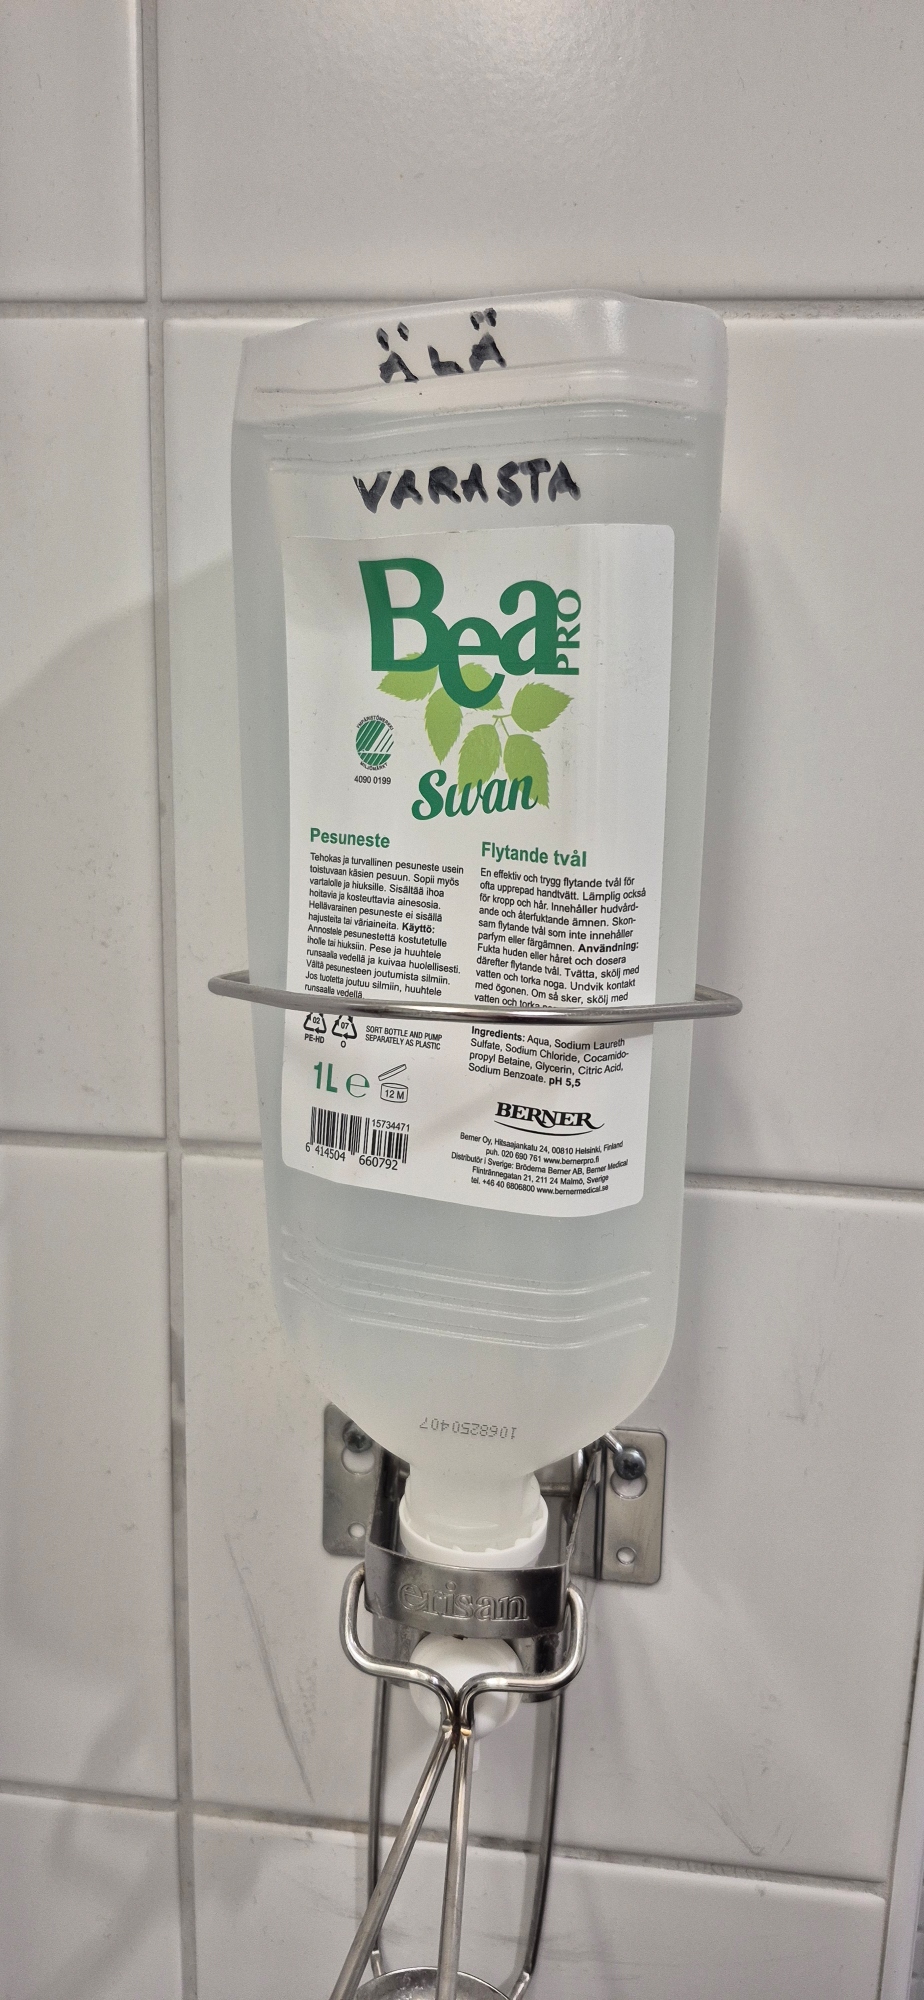 ÄLÄ
VARASTA
Bea
PRO
YMPÄRISTÖMERKKI
MILJÖMÄRKT
4090 0199
Swan
Pesuneste
Tehokas ja turvallinen pesuneste usein
toistuvaan käsien pesuun. Sopii myös
vartalolle ja hiuksille. Sisältää ihoa
hoitavia ja kosteuttavia ainesosia.
Hellävarainen pesuneste ei sisällä
hajusteita tai väriaineita. Käyttö:
Annostele pesunestettä kostutetulle
iholle tai hiuksiin. Pese ja huuhtele
runsaalla vedellä ja kuivaa huolellisesti.
Vältä pesunesteen joutumista silmiin.
Jos tuotetta joutuu silmiin, huuhtele
runsaalla vedellä
Flytande tvål
En effektiv och trygg flytande tvål för
ofta upprepad handtvätt. Lämplig också
för kropp och hår. Innehåller hudvård-
ande och återfuktande ämnen. Skon-
sam flytande tvål som inte innehåller
parfym eller färgämnen. Användning:
Fukta huden eller håret och dosera
därefter flytande tvål. Tvätta, skölj med
vatten och torka noga. Undvik kontakt
med ögonen. Om så sker, skölj med
vatten och torka
02
PE-HD
07
O
SORT BOTTLE AND PUMP
SEPARATELY AS PLASTIC
1L e
12 M
Ingredients: Aqua, Sodium Laureth
Sulfate, Sodium Chloride, Cocamido-
propyl Betaine, Glycerin, Citric Acid,
Sodium Benzoate. pH 5,5
15734471
6 414504 660792
BERNER
Berner Oy, Hitsaajankatu 24, 00810 Helsinki, Finland
puh. 020 690 761 www.bernerpro.fi
Distributör i Sverige: Bröderna Berner AB, Berner Medical
Flintrännegatan 21, 211 24 Malmö, Sverige
tel. +46 40 6806800 www.bernermedical.se
1068250407
erisan